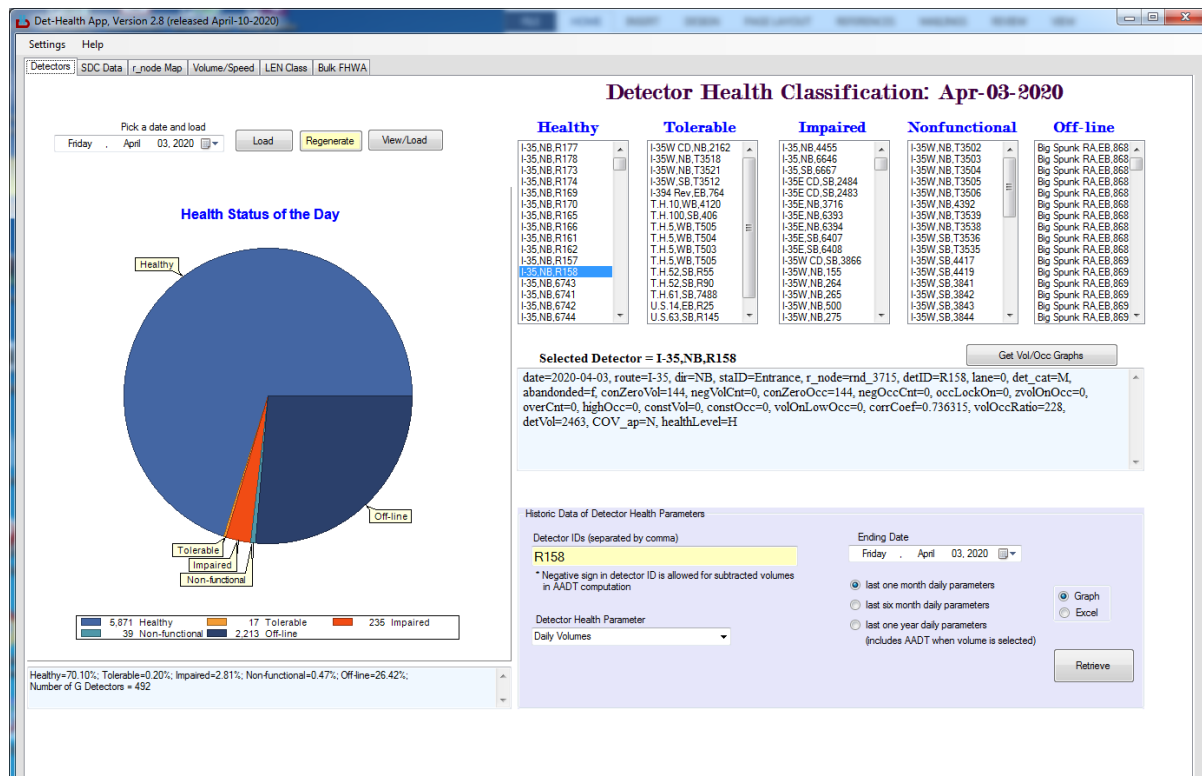 Det-Health App, Version 2.8 (released April-10-2020)
FILE HOME INSERT DESIGN PAGE LAYOUT REFERENCES MAILINGS REVIEW VIEW
Settings Help
Detectors SDC Data r_node Map Volume/Speed LEN Class Bulk FHWA
Detector Health Classification: Apr-03-2020
Pick a date and load
Friday , April 03, 2020
Load
Regenerate
View/Load
Health Status of the Day
Healthy
Off-line
Tolerable
Impaired
Non-functional
5,871 Healthy 17 Tolerable 235 Impaired
39 Non-functional 2,213 Off-line
Healthy=70.10%; Tolerable=0.20%; Impaired=2.81%; Non-functional=0.47%; Off-line=26.42%;
Number of G Detectors = 492
Healthy
I-35,NB,R177
I-35,NB,R178
I-35,NB,R173
I-35,NB,R174
I-35,NB,R169
I-35,NB,R170
I-35,NB,R165
I-35,NB,R166
I-35,NB,R161
I-35,NB,R162
I-35,NB,R157
I-35,NB,R158
I-35,NB,6743
I-35,NB,6741
I-35,NB,6742
I-35,NB,6744
Tolerable
I-35W CD,NB,2162
I-35W,NB,T3518
I-35W,NB,T3521
I-35W,SB,T3512
I-394 Rev,EB,764
T.H.10,WB,4120
T.H.100,SB,406
T.H.5,WB,T505
T.H.5,WB,T504
T.H.5,WB,T503
T.H.5,WB,T505
T.H.52,SB,R55
T.H.52,SB,R90
T.H.61,SB,7488
U.S.14,EB,R25
U.S.63,SB,R145
Impaired
I-35,NB,4455
I-35,NB,6646
I-35,SB,6667
I-35E CD,SB,2484
I-35E CD,SB,2483
I-35E,NB,3716
I-35E,NB,6393
I-35E,NB,6394
I-35E,SB,6407
I-35E,SB,6408
I-35W CD,SB,3866
I-35W,NB,155
I-35W,NB,264
I-35W,NB,265
I-35W,NB,500
I-35W,NB,275
Nonfunctional
I-35W,NB,T3502
I-35W,NB,T3503
I-35W,NB,T3504
I-35W,NB,T3505
I-35W,NB,T3506
I-35W,NB,4392
I-35W,NB,T3539
I-35W,NB,T3538
I-35W,SB,T3536
I-35W,SB,T3535
I-35W,SB,4417
I-35W,SB,4419
I-35W,SB,3841
I-35W,SB,3842
I-35W,SB,3843
I-35W,SB,3844
Off-line
Big Spunk RA,EB,868
Big Spunk RA,EB,868
Big Spunk RA,EB,868
Big Spunk RA,EB,868
Big Spunk RA,EB,868
Big Spunk RA,EB,868
Big Spunk RA,EB,868
Big Spunk RA,EB,868
Big Spunk RA,EB,868
Big Spunk RA,EB,868
Big Spunk RA,EB,869
Big Spunk RA,EB,869
Big Spunk RA,EB,869
Big Spunk RA,EB,869
Big Spunk RA,EB,869
Big Spunk RA,EB,869
Selected Detector = I-35,NB,R158
Get Vol/Occ Graphs
date=2020-04-03, route=I-35, dir=NB, staID=Entrance, r_node=rnd_3715, detID=R158, lane=0, det_cat=M,
abandonded=f, conZeroVol=144, negVolCnt=0, conZeroOcc=144, negOccCnt=0, occLockOn=0, zvolOnOcc=0,
overCnt=0, highOcc=0, constVol=0, constOcc=0, volOnLowOcc=0, corrCoef=0.736315, volOccRatio=228,
detVol=2463, COV_ap=N, healthLevel=H
Historic Data of Detector Health Parameters
Detector IDs (separated by comma)
R158
* Negative sign in detector ID is allowed for subtracted volumes
in AADT computation
Detector Health Parameter
Daily Volumes
Ending Date
Friday , April 03, 2020
last one month daily parameters
last six month daily parameters
last one year daily parameters
(includes AADT when volume is selected)
Graph
Excel
Retrieve